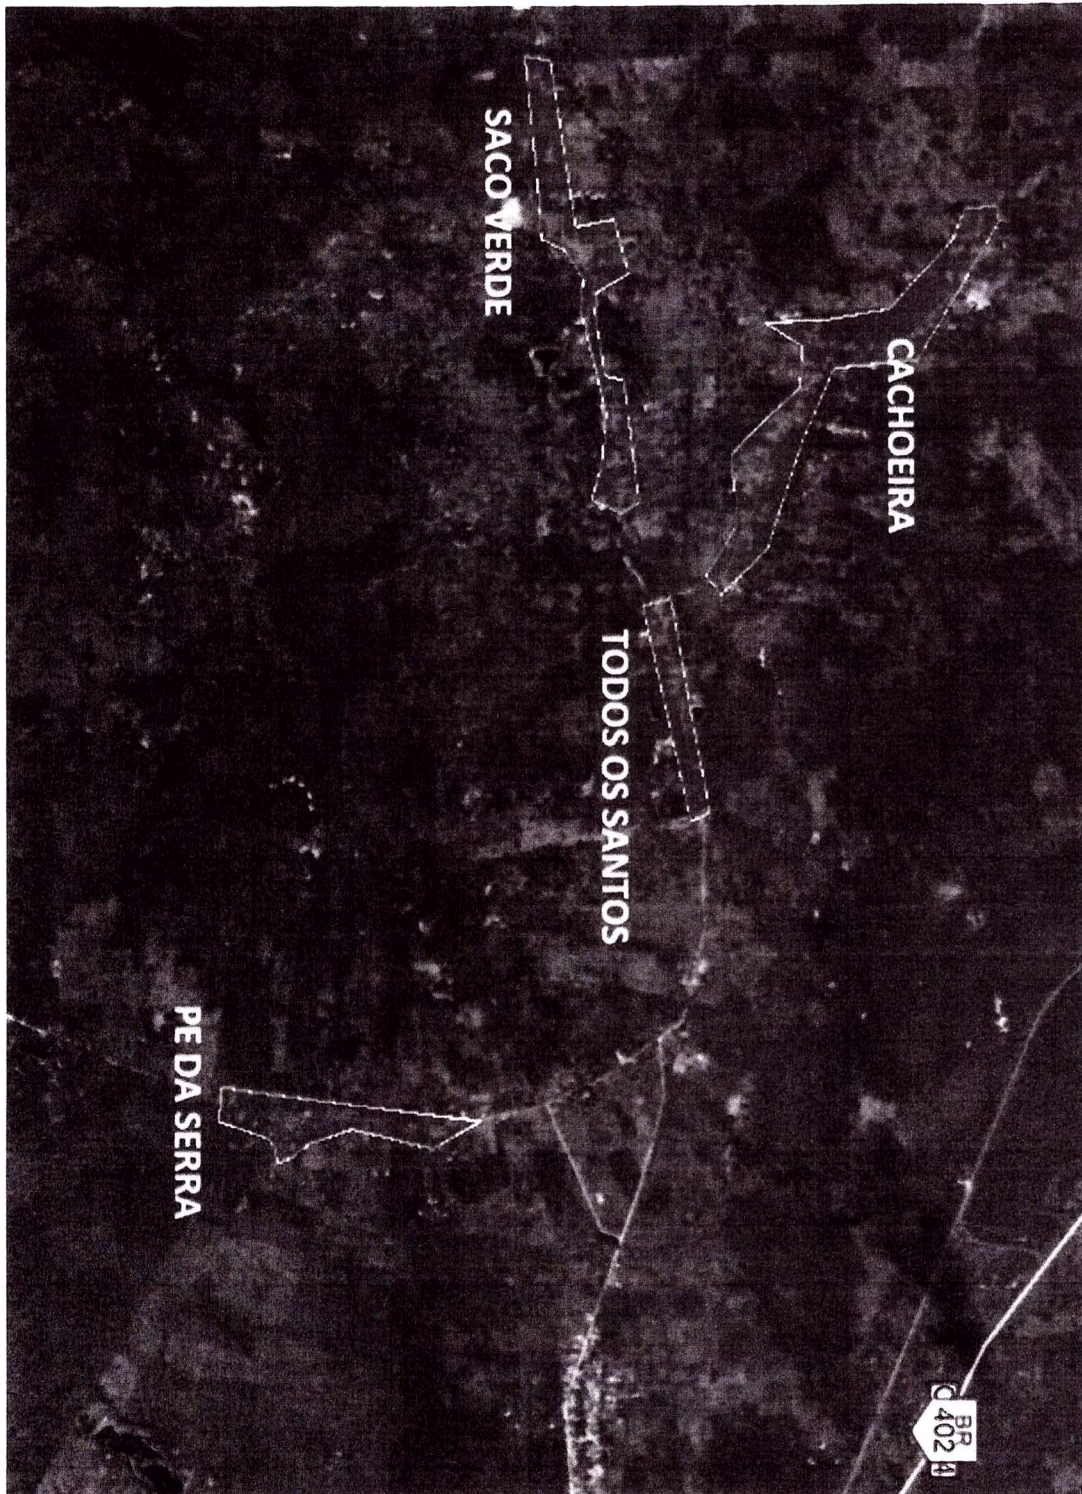 CACHOEIRA
SACO VERDE
TODOS OS SANTOS
PE DA SERRA
BR
402